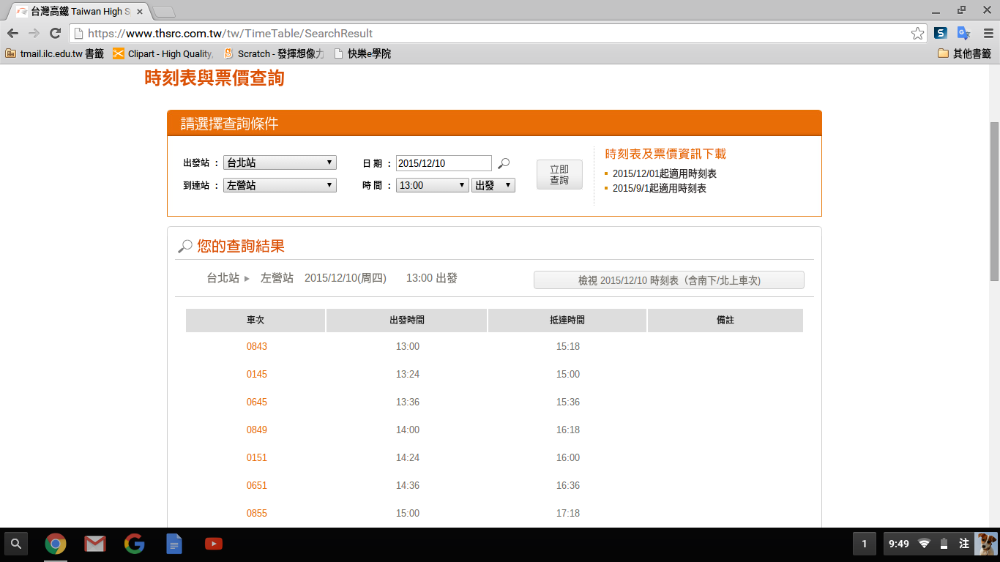 台灣高鐵 Taiwan High S
https://www.thsrc.com.tw/tw/TimeTable/SearchResult
tmail.ilc.edu.tw 書籤 Clipart - High Quality, Scratch - 發揮想像力 快樂e學院 其他書籤
時刻表與票價查詢
請選擇查詢條件
出發站 : 台北站 日 期 : 2015/12/10
到達站 : 左營站 時 間 : 13:00 出發
立即
查詢
時刻表及票價資訊下載
2015/12/01起適用時刻表
2015/9/1起適用時刻表
您的查詢結果
台北站 左營站 2015/12/10(周四) 13:00 出發 檢視 2015/12/10 時刻表（含南下/北上車次)
車次 出發時間 抵達時間 備註
0843 13:00 15:18
0145 13:24 15:00
0645 13:36 15:36
0849 14:00 16:18
0151 14:24 16:00
0651 14:36 16:36
0855 15:00 17:18
1 9:49 注